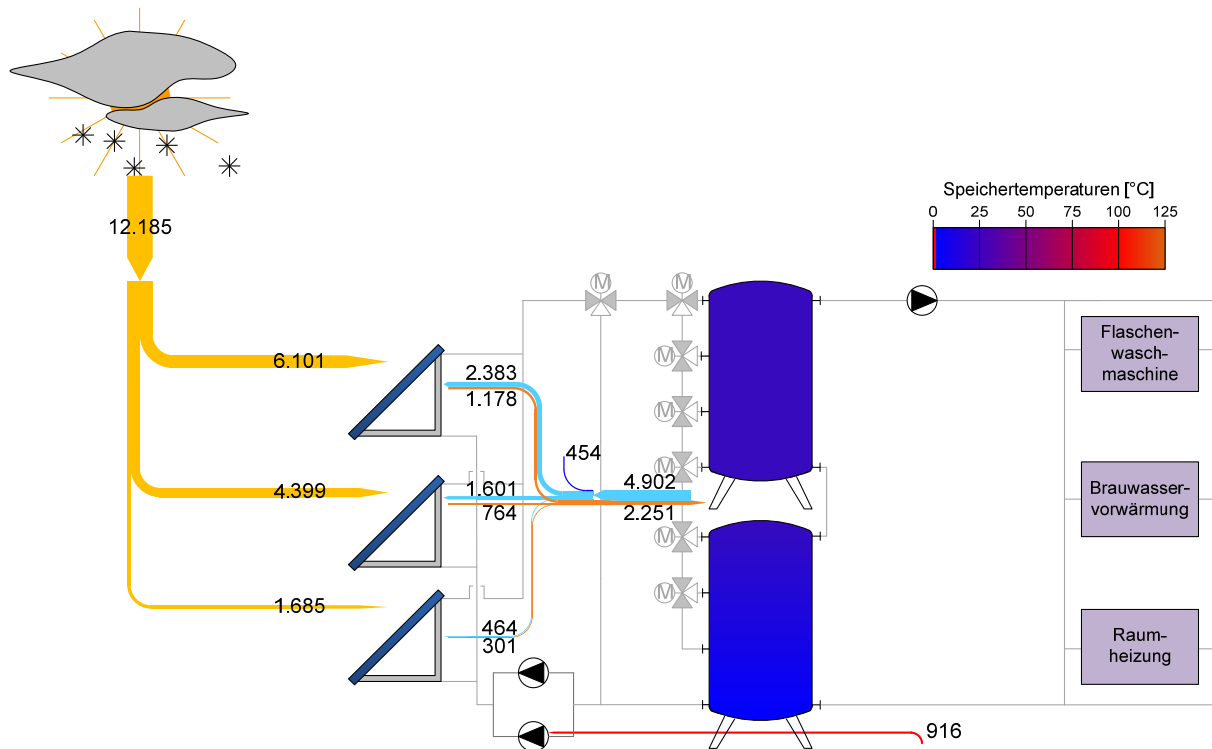 12.185
Speichertemperaturen [°C]
0 25 50 75 100 125
M M
Flaschen-
wasch-
maschine
6.101
M
2.383
1.178
M
454
M
4.399
1.601
764
4.902
2.251
Brauwasser-
vorwärmung
M
M
1.685
464
301
Raum-
heizung
916